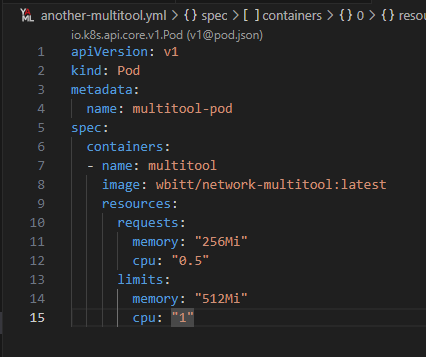 YAML another-multitool.yml > {} spec > [ ] containers > {} 0 > {} resou
io.k8s.api.core.v1.Pod (v1@pod.json)
1 apiVersion: v1
2 kind: Pod
3 metadata:
4   name: multitool-pod
5 spec:
6   containers:
7   - name: multitool
8     image: wbitt/network-multitool:latest
9     resources:
10       requests:
11         memory: "256Mi"
12         cpu: "0.5"
13       limits:
14         memory: "512Mi"
15         cpu: "1"